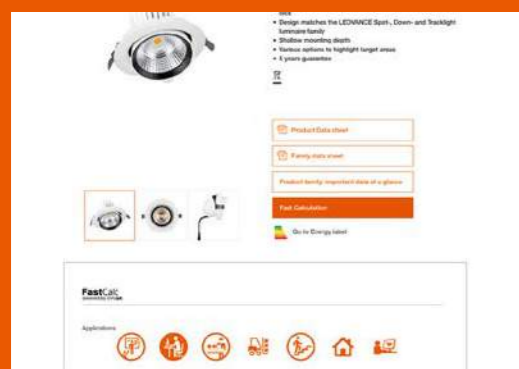 • Design matches the LEDVANCE Spot-, Down- and Tracklight
luminaire family
• Shallow mounting depth
• Various options to highlight target areas
• 5 years guarantee
Product Data sheet
Family data sheet
Product family: important data at a glance
Fast Calculation
Go to Energy label
FastCalc
Applications